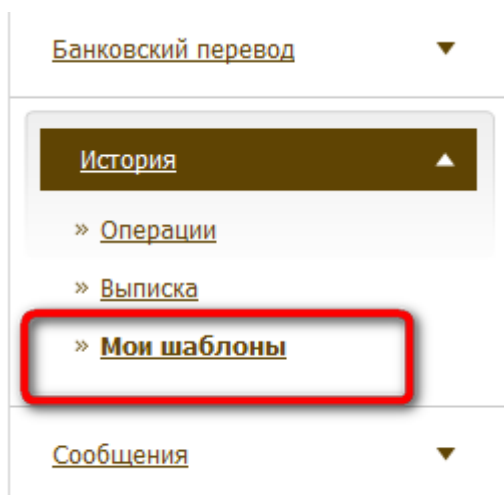 Банковский перевод
История
» Операции
» Выписка
» Мои шаблоны
Сообщения